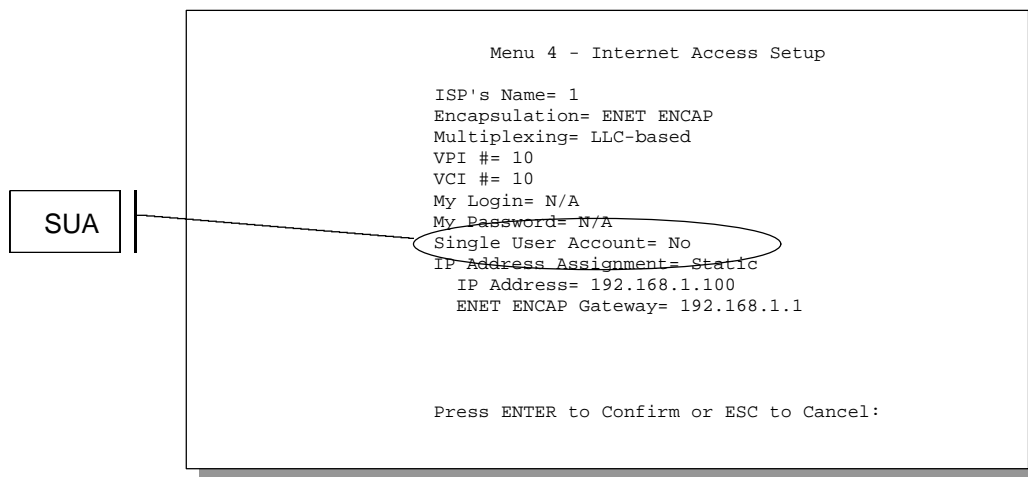 Menu 4 - Internet Access Setup
ISP's Name= 1
Encapsulation= ENET ENCAP
Multiplexing= LLC-based
VPI #= 10
VCI #= 10
My Login= N/A
My Password= N/A
SUA
Single User Account= No
IP Address Assignment= Static
IP Address= 192.168.1.100
ENET ENCAP Gateway= 192.168.1.1
Press ENTER to Confirm or ESC to Cancel: